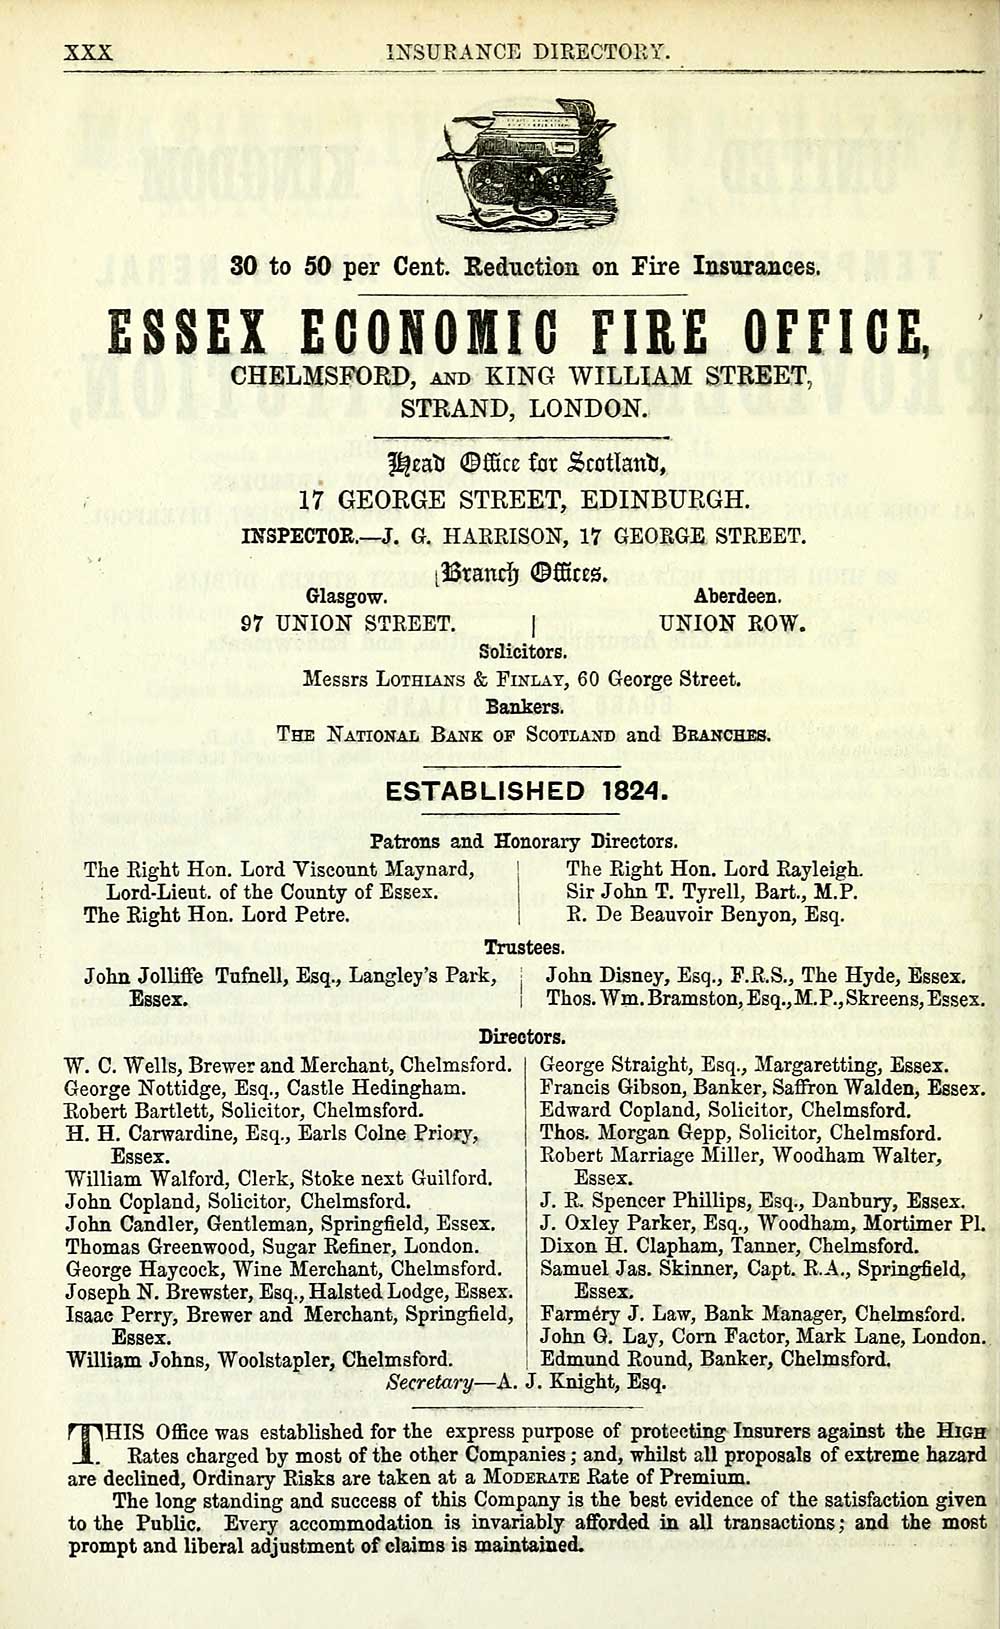 XXX INSURANCE DIRECTORY.
30 to 50 per Cent. Reduction on Fire Insurances.
ESSEX ECONOMIC FIRE OFFICE,
CHELMSFORD, AND KING WILLIAM STREET,
STRAND, LONDON.
Head Office for Scotland,
17 GEORGE STREET, EDINBURGH.
INSPECTOR.—J. G. HARRISON, 17 GEORGE STREET.
Branch Offices.
Glasgow.
97 UNION STREET.
Aberdeen.
UNION ROW.
Solicitors.
Messrs LOTHIANS & FINLAY, 60 George Street.
Bankers.
THE NATIONAL BANK OF SCOTLAND and BRANCHES.
ESTABLISHED 1824.
Patrons and Honorary Directors.
The Right Hon. Lord Viscount Maynard,
Lord-Lieut. of the County of Essex.
The Right Hon. Lord Petre.
The Right Hon. Lord Rayleigh.
Sir John T. Tyrell, Bart., M.P.
R. De Beauvoir Benyon, Esq.
Trustees.
John Jolliffe Tufnell, Esq., Langley's Park,
Essex.
John Disney, Esq., F.R.S., The Hyde, Essex.
Thos. Wm. Bramston, Esq., M.P., Skreens, Essex.
Directors.
W. C. Wells, Brewer and Merchant, Chelmsford.
George Nottidge, Esq., Castle Hedingham.
Robert Bartlett, Solicitor, Chelmsford.
H. H. Carwardine, Esq., Earls Colne Priory,
Essex.
William Walford, Clerk, Stoke next Guilford.
John Copland, Solicitor, Chelmsford.
John Candler, Gentleman, Springfield, Essex.
Thomas Greenwood, Sugar Refiner, London.
George Haycock, Wine Merchant, Chelmsford.
Joseph N. Brewster, Esq., Halsted Lodge, Essex.
Isaac Perry, Brewer and Merchant, Springfield,
Essex.
William Johns, Woolstapler, Chelmsford.
George Straight, Esq., Margaretting, Essex.
Francis Gibson, Banker, Saffron Walden, Essex.
Edward Copland, Solicitor, Chelmsford.
Thos. Morgan Gepp, Solicitor, Chelmsford.
Robert Marriage Miller, Woodham Walter,
Essex.
J. R. Spencer Phillips, Esq., Danbury, Essex.
J. Oxley Parker, Esq., Woodham, Mortimer Pl.
Dixon H. Clapham, Tanner, Chelmsford.
Samuel Jas. Skinner, Capt. R.A., Springfield,
Essex.
Farméry J. Law, Bank Manager, Chelmsford.
John G. Lay, Corn Factor, Mark Lane, London.
Edmund Round, Banker, Chelmsford.
Secretary—A. J. Knight, Esq.
THIS Office was established for the express purpose of protecting Insurers against the HIGH
Rates charged by most of the other Companies; and, whilst all proposals of extreme hazard
are declined, Ordinary Risks are taken at a MODERATE Rate of Premium.
The long standing and success of this Company is the best evidence of the satisfaction given
to the Public. Every accommodation is invariably afforded in all transactions; and the most
prompt and liberal adjustment of claims is maintained.